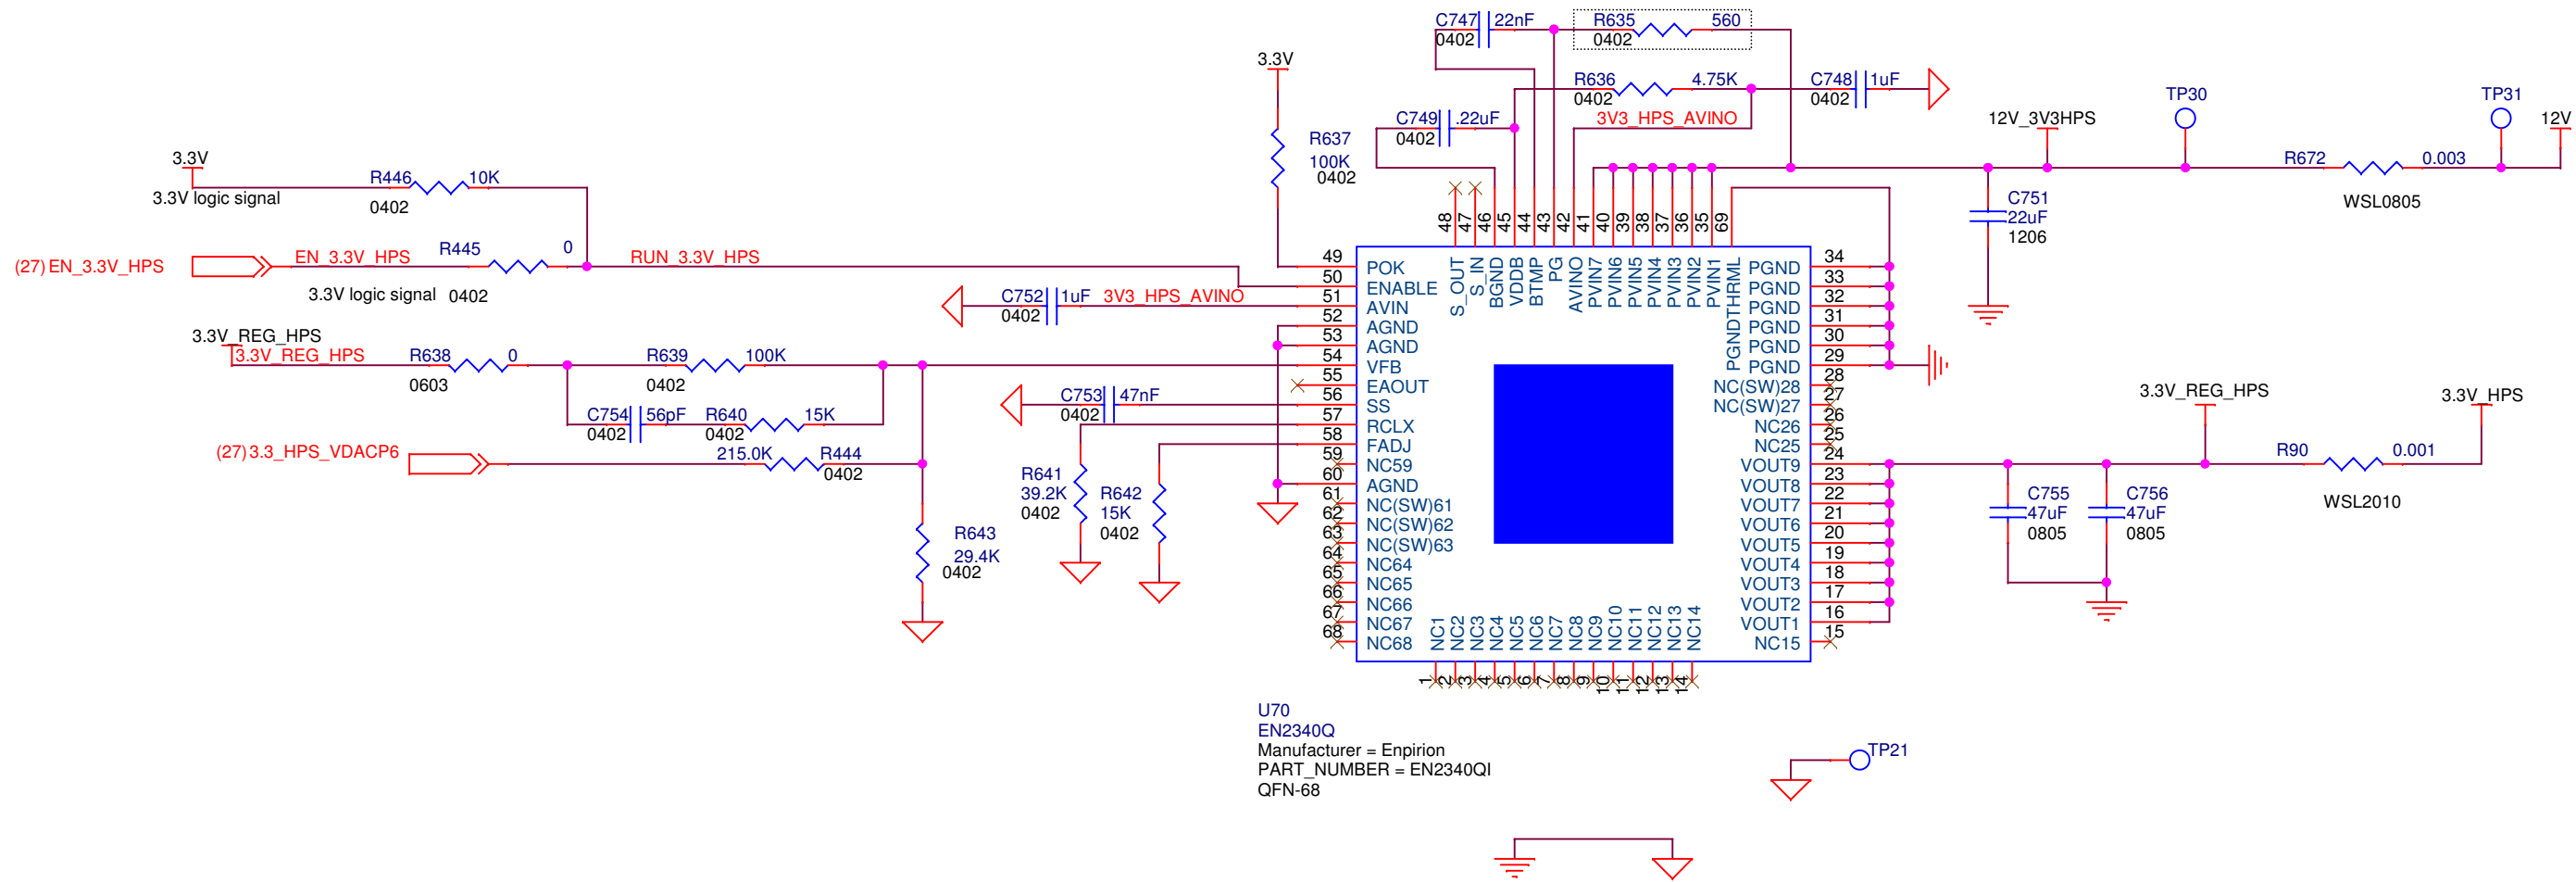 C747 22nF
0402
R635 560
0402
3.3V
R636 4.75K
0402
C748 1uF
0402
3V3_HPS_AVINO
C749 .22uF
0402
12V_3V3HPS
TP30
TP31
12V
R637
100K
0402
R672 0.003
WSL0805
C751
22uF
1206
3.3V
3.3V logic signal
R446 10K
0402
(27) EN_3.3V_HPS
EN_3.3V_HPS
R445 0
3.3V logic signal 0402
RUN_3.3V_HPS
C752 1uF 3V3_HPS_AVINO
0402
3.3V_REG_HPS
3.3V_REG_HPS
R638 0
0603
R639 100K
0402
C754 56pF R640 15K
0402 0402
(27) 3.3_HPS_VDACP6
215.0K R444
0402
R643
29.4K
0402
C753 47nF
0402
R641
39.2K
0402
R642
15K
0402
48 47 46 45 44 43 42 41 40 39 38 37 36 35 69
S_OUT
S_IN
BGND
VDDB
BTMP
PG
AVINO
PVIN7
PVIN6
PVIN5
PVIN4
PVIN3
PVIN2
PVIN1
PGNDTHRML
49 POK
50 ENABLE
51 AVIN
52 AGND
53 AGND
54 VFB
55 EAOUT
56 SS
57 RCLX
58 FADJ
59 NC59
60 AGND
61 NC(SW)61
62 NC(SW)62
63 NC(SW)63
64 NC64
65 NC65
66 NC66
67 NC67
68 NC68
PGND 34
PGND 33
PGND 32
PGND 31
PGND 30
PGND 29
NC(SW)28 28
NC(SW)27 27
NC26 26
NC25 25
VOUT9 24
VOUT8 23
VOUT7 22
VOUT6 21
VOUT5 20
VOUT4 19
VOUT3 18
VOUT2 17
VOUT1 16
NC15 15
NC1
NC2
NC3
NC4
NC5
NC6
NC7
NC8
NC9
NC10
NC11
NC12
NC13
NC14
1 2 3 4 5 6 7 8 9 10 11 12 13 14
3.3V_REG_HPS
3.3V_HPS
R90 0.001
WSL2010
C755
47uF
0805
C756
47uF
0805
U70
EN2340Q
Manufacturer = Enpirion
PART_NUMBER = EN2340QI
QFN-68
TP21